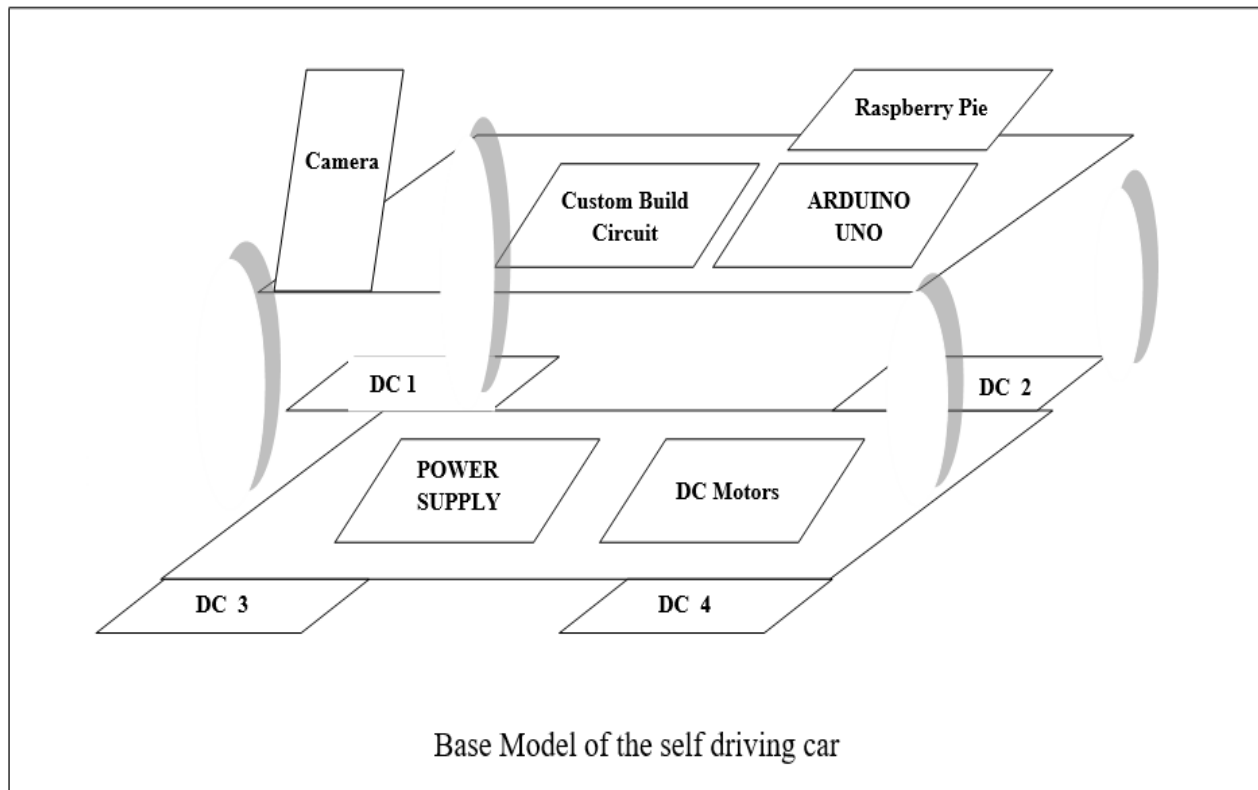 Raspberry Pie
Camera
Custom Build
Circuit
ARDUINO
UNO
DC 1
DC 2
POWER
SUPPLY
DC Motors
DC 3
DC 4
Base Model of the self driving car